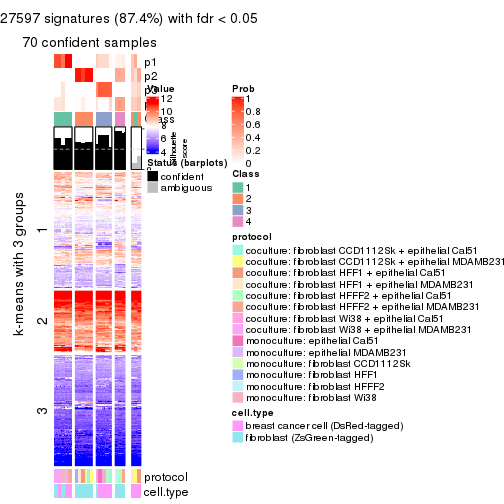 27597 signatures (87.4%) with fdr < 0.05
70 confident samples
p1
p2
p3
Value
12
10
8
6
4
Prob
1
0.8
0.6
0.4
0.2
0
Class
1
2
3
4
Silhouette
score
Status (barplots)
confident
ambiguous
k-means with 3 groups
1
2
3
protocol
coculture: fibroblast CCD1112Sk + epithelial Cal51
coculture: fibroblast CCD1112Sk + epithelial MDAMB231
coculture: fibroblast HFF1 + epithelial Cal51
coculture: fibroblast HFF1 + epithelial MDAMB231
coculture: fibroblast HFFF2 + epithelial Cal51
coculture: fibroblast HFFF2 + epithelial MDAMB231
coculture: fibroblast Wi38 + epithelial Cal51
coculture: fibroblast Wi38 + epithelial MDAMB231
monoculture: epithelial Cal51
monoculture: epithelial MDAMB231
monoculture: fibroblast CCD1112Sk
monoculture: fibroblast HFF1
monoculture: fibroblast HFFF2
monoculture: fibroblast Wi38
cell.type
breast cancer cell (DsRed-tagged)
fibroblast (ZsGreen-tagged)
protocol
cell.type